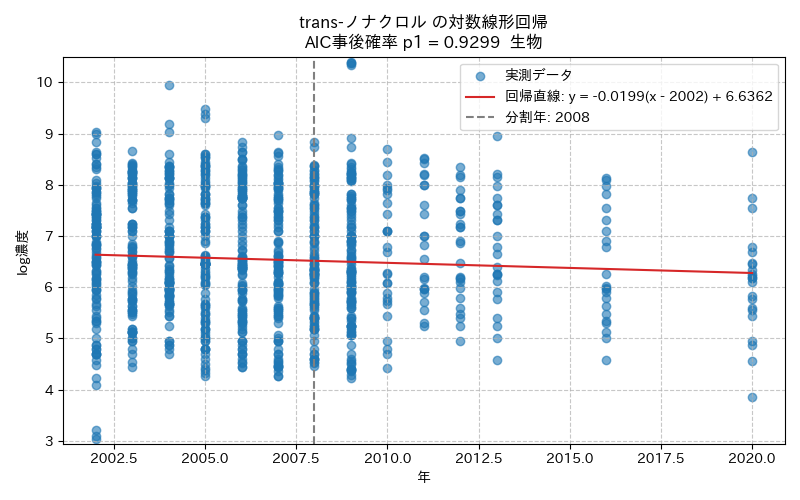 trans-ノナクロル の対数線形回帰
AIC事後確率 p1 = 0.9299  生物
実測データ
回帰直線: y = -0.0199(x - 2002) + 6.6362
分割年: 2008
log濃度
10
9
8
7
6
5
4
3
2002.5 2005.0 2007.5 2010.0 2012.5 2015.0 2017.5 2020.0
年